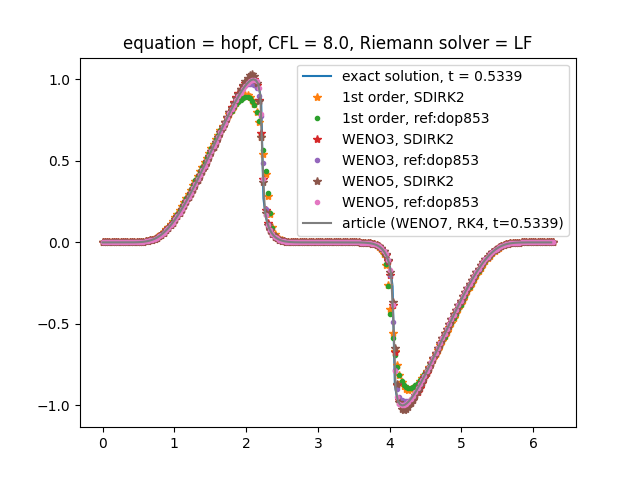 equation = hopf, CFL = 8.0, Riemann solver = LF
exact solution, t = 0.5339
1st order, SDIRK2
1st order, ref:dop853
WENO3, SDIRK2
WENO3, ref:dop853
WENO5, SDIRK2
WENO5, ref:dop853
article (WENO7, RK4, t=0.5339)
1.0
0.5
0.0
−0.5
−1.0
0 1 2 3 4 5 6